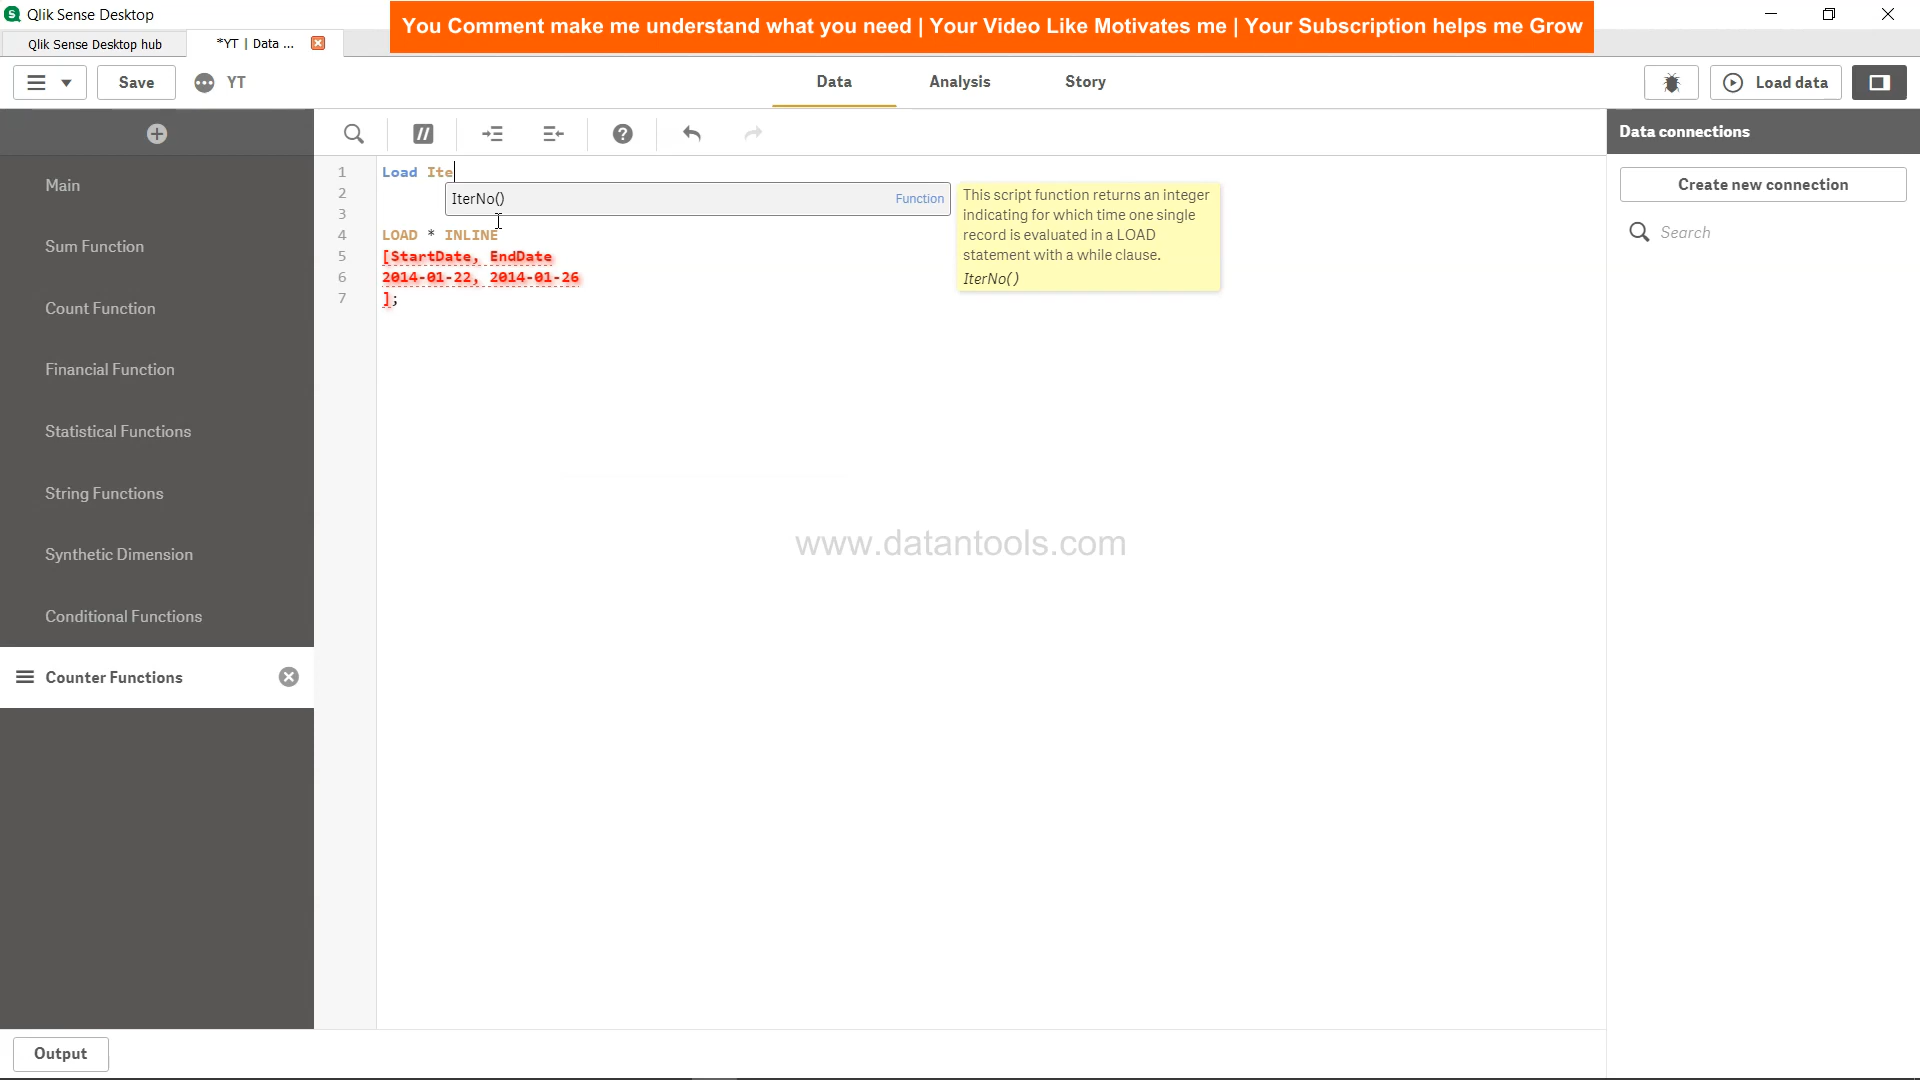 Qlik Sense Desktop
You Comment make me understand what you need | Your Video Like Motivates me | Your Subscription helps me Grow
Qlik Sense Desktop hub
*YT | Data ...
Save
YT
Data
Analysis
Story
Load data
Data connections
Create new connection
Search
Main
Sum Function
Count Function
Financial Function
Statistical Functions
String Functions
Synthetic Dimension
Conditional Functions
Counter Functions
1 Load Ite
2
3
4 LOAD * INLINE
5 [StartDate, EndDate
6 2014-01-22, 2014-01-26
7 ];
IterNo() Function
This script function returns an integer
indicating for which time one single
record is evaluated in a LOAD
statement with a while clause.
IterNo()
www.datantools.com
Output